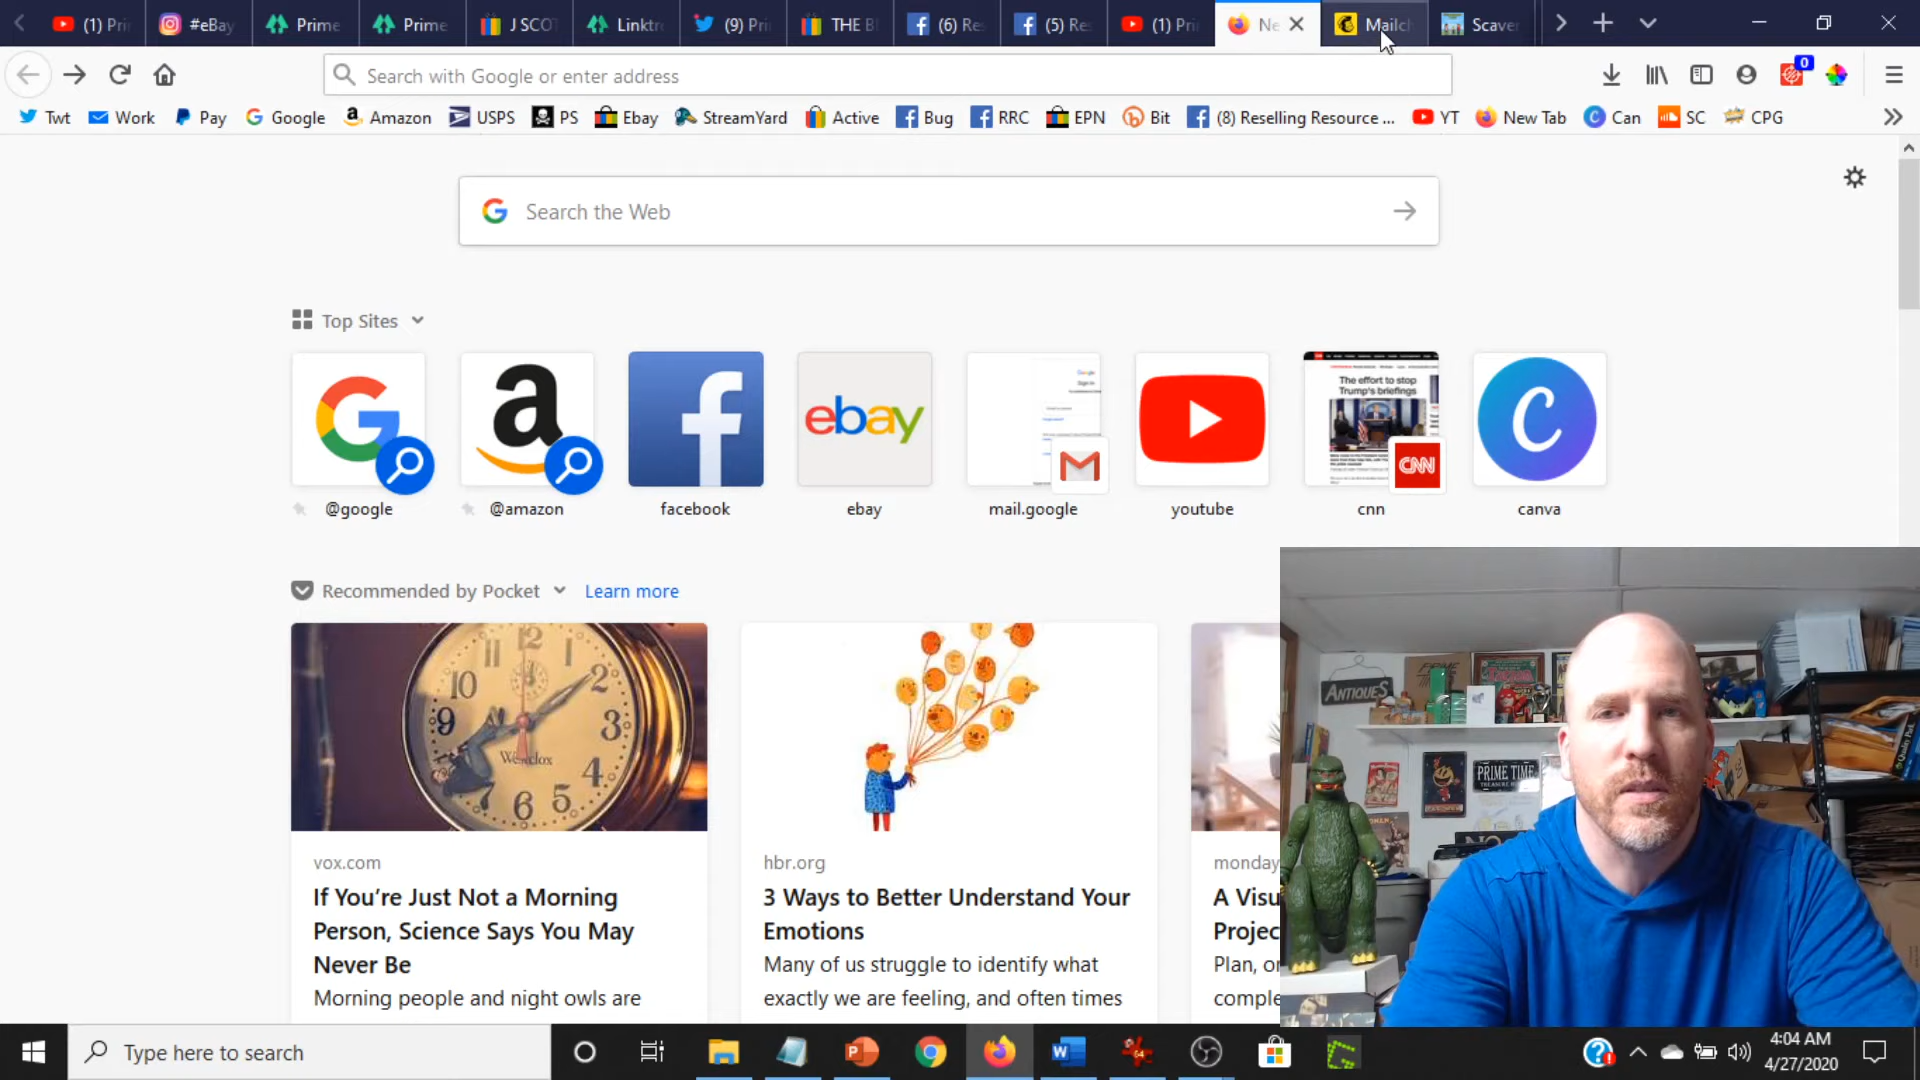 (1) Pri
#eBay
Prime
Prime
J SCOT
Linktr
(9) Pri
THE B
(6) Re
(5) Re
(1) Pri
Ne
Mailch
Scaver
Search with Google or enter address
0
Twt
Work
Pay
Google
Amazon
USPS
PS
Ebay
StreamYard
Active
Bug
RRC
EPN
Bit
(8) Reselling Resource ...
YT
New Tab
Can
SC
CPG
Search the Web
Top Sites
The effort to stop
Trump's briefings
ebay
CNN
@google
@amazon
facebook
ebay
mail.google
youtube
cnn
canva
Recommended by Pocket
Learn more
vox.com
If You’re Just Not a Morning
Person, Science Says You May
Never Be
Morning people and night owls are
hbr.org
3 Ways to Better Understand Your
Emotions
Many of us struggle to identify what
exactly we are feeling, and often times
monday
A Visu
Projec
Plan, or
comple
ANTIQUES
PRIME TIME
Type here to search
4:04 AM
4/27/2020